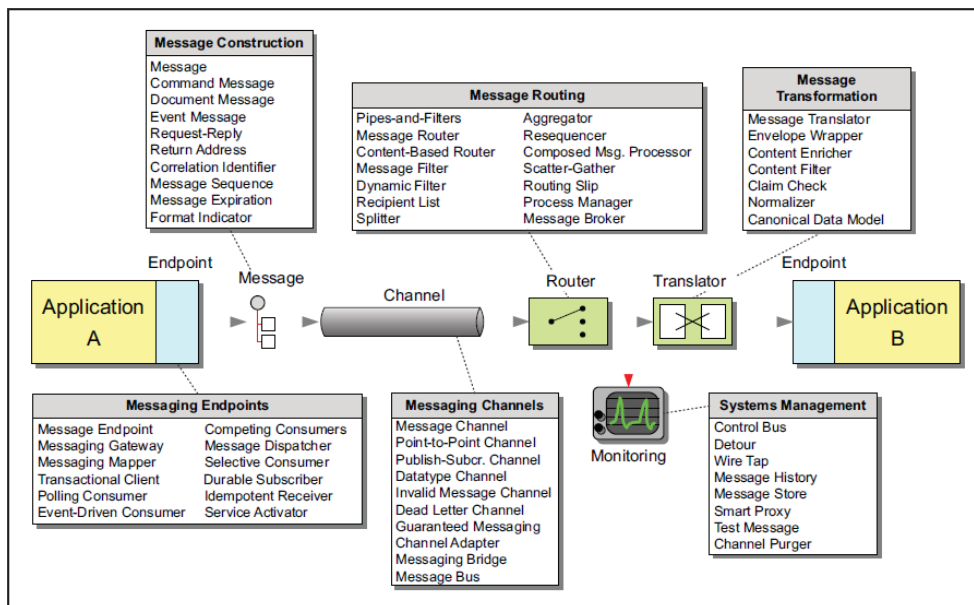 Message Construction
Message
Command Message
Document Message
Event Message
Request-Reply
Return Address
Correlation Identifier
Message Sequence
Message Expiration
Format Indicator
Message Routing
Pipes-and-Filters
Message Router
Content-Based Router
Message Filter
Dynamic Filter
Recipient List
Splitter
Aggregator
Resequencer
Composed Msg. Processor
Scatter-Gather
Routing Slip
Process Manager
Message Broker
Message
Transformation
Message Translator
Envelope Wrapper
Content Enricher
Content Filter
Claim Check
Normalizer
Canonical Data Model
Endpoint
Message
Channel
Router
Translator
Endpoint
Application
A
Application
B
Messaging Endpoints
Message Endpoint
Messaging Gateway
Messaging Mapper
Transactional Client
Polling Consumer
Event-Driven Consumer
Competing Consumers
Message Dispatcher
Selective Consumer
Durable Subscriber
Idempotent Receiver
Service Activator
Messaging Channels
Message Channel
Point-to-Point Channel
Publish-Subcr. Channel
Datatype Channel
Invalid Message Channel
Dead Letter Channel
Guaranteed Messaging
Channel Adapter
Messaging Bridge
Message Bus
Monitoring
Systems Management
Control Bus
Detour
Wire Tap
Message History
Message Store
Smart Proxy
Test Message
Channel Purger